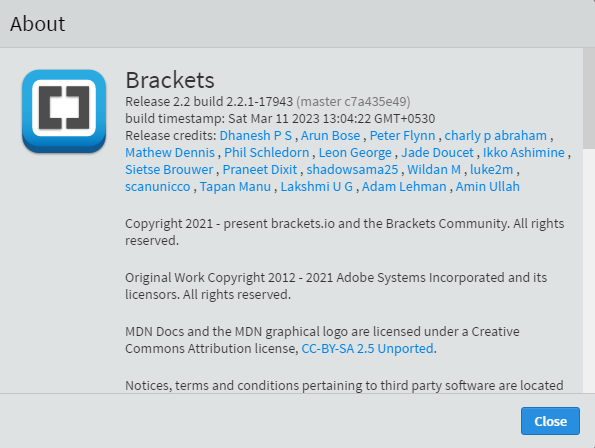 About
Brackets
Release 2.2 build 2.2.1-17943 (master c7a435e49)
build timestamp: Sat Mar 11 2023 13:04:22 GMT+0530
Release credits: Dhanesh P S , Arun Bose , Peter Flynn , charly p abraham ,
Mathew Dennis , Phil Schledorn , Leon George , Jade Doucet , Ikko Ashimine ,
Sietse Brouwer , Praneet Dixit , shadowsama25 , Wildan M , luke2m ,
scanunicco , Tapan Manu , Lakshmi U G , Adam Lehman , Amin Ullah
Copyright 2021 - present brackets.io and the Brackets Community. All rights
reserved.
Original Work Copyright 2012 - 2021 Adobe Systems Incorporated and its
licensors. All rights reserved.
MDN Docs and the MDN graphical logo are licensed under a Creative
Commons Attribution license, CC-BY-SA 2.5 Unported.
Notices, terms and conditions pertaining to third party software are located
Close